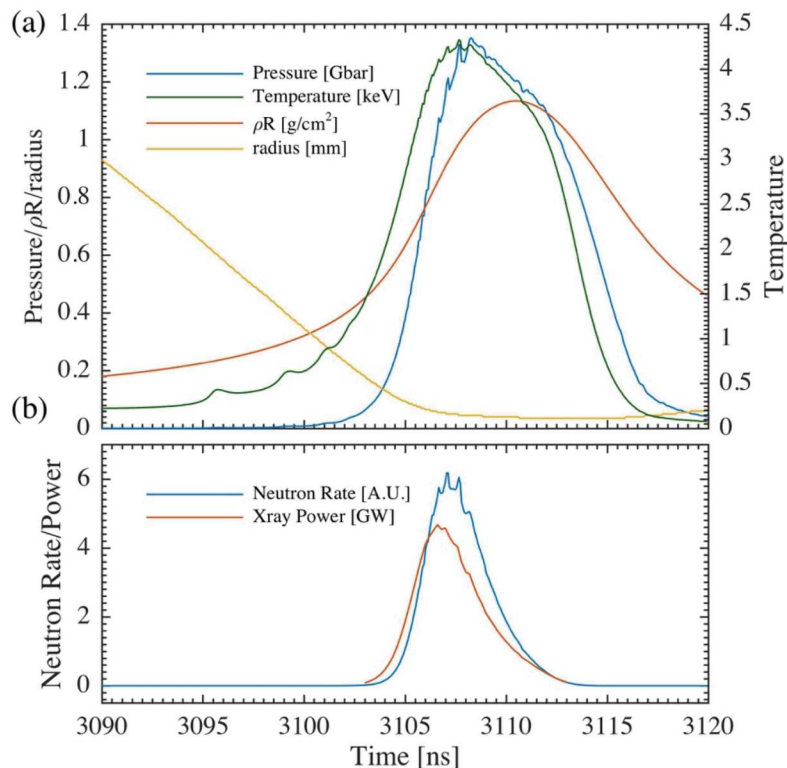 (a)
1.4
1.2
1
0.8
0.6
0.4
0.2
0
Pressure/ρR/radius
Pressure [Gbar]
Temperature [keV]
ρR [g/cm²]
radius [mm]
4.5
4
3.5
3
2.5
2
1.5
1
0.5
0
Temperature
(b)
6
4
2
0
Neutron Rate/Power
Neutron Rate [A.U.]
Xray Power [GW]
3090 3095 3100 3105 3110 3115 3120
Time [ns]